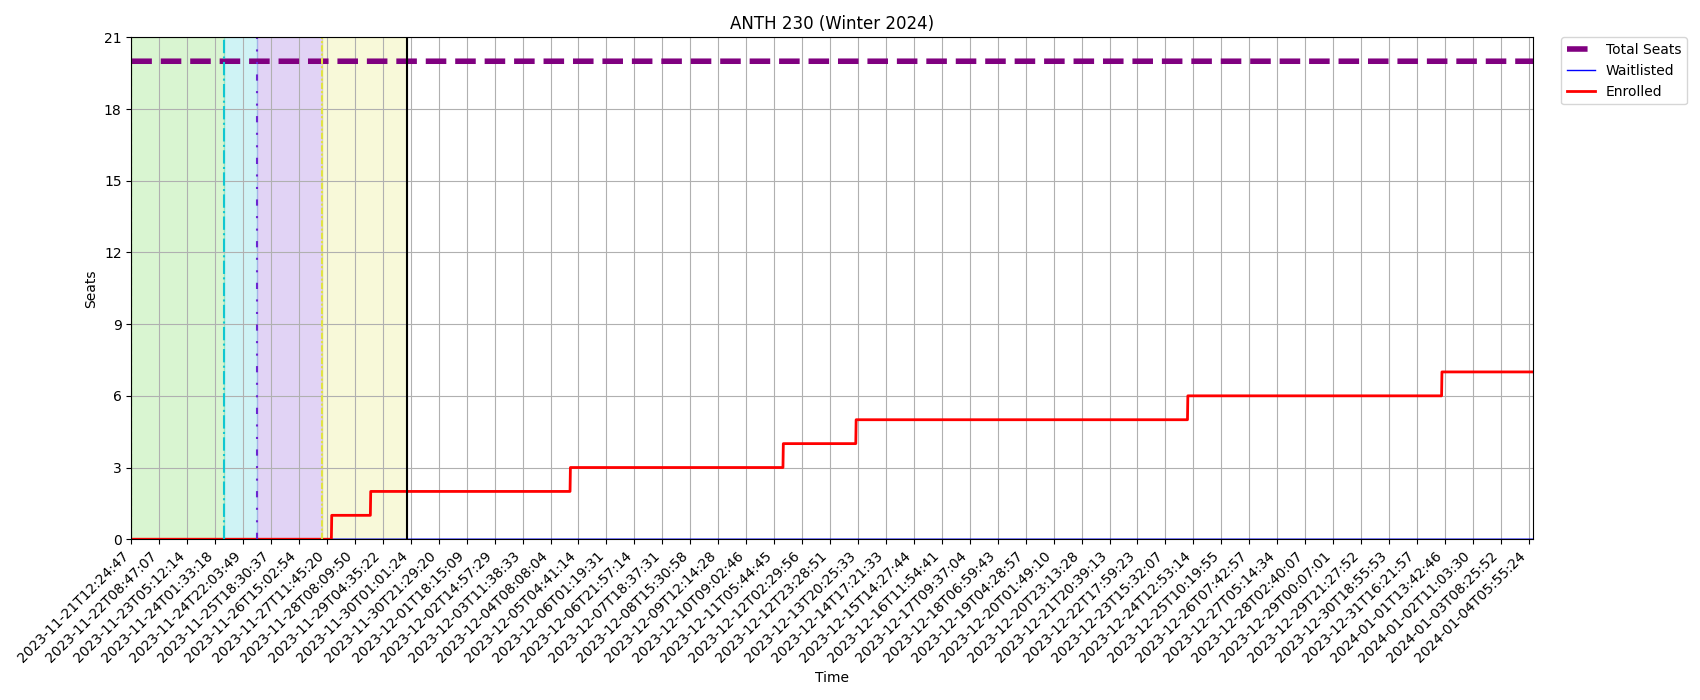 ANTH 230 (Winter 2024)
Total Seats
Waitlisted
Enrolled
Seats
21
18
15
12
9
6
3
0
2023-11-21T12:24:47
2023-11-22T08:47:07
2023-11-23T05:12:14
2023-11-24T01:33:18
2023-11-24T22:03:49
2023-11-25T18:30:37
2023-11-26T15:02:54
2023-11-27T11:45:20
2023-11-28T08:09:50
2023-11-29T04:35:22
2023-11-30T01:01:24
2023-11-30T21:29:20
2023-12-01T18:15:09
2023-12-02T14:57:29
2023-12-03T11:38:33
2023-12-04T08:08:04
2023-12-05T04:41:14
2023-12-06T01:19:31
2023-12-06T21:57:14
2023-12-07T18:37:31
2023-12-08T15:30:58
2023-12-09T12:14:28
2023-12-10T09:02:46
2023-12-11T05:44:45
2023-12-12T02:29:56
2023-12-12T23:28:51
2023-12-13T20:25:33
2023-12-14T17:21:33
2023-12-15T14:27:44
2023-12-16T11:54:41
2023-12-17T09:37:04
2023-12-18T06:59:43
2023-12-19T04:28:57
2023-12-20T01:49:10
2023-12-20T23:13:28
2023-12-21T20:39:13
2023-12-22T17:59:23
2023-12-23T15:32:07
2023-12-24T12:53:14
2023-12-25T10:19:55
2023-12-26T07:42:57
2023-12-27T05:14:34
2023-12-28T02:40:07
2023-12-29T00:07:01
2023-12-29T21:27:52
2023-12-30T18:55:53
2023-12-31T16:21:57
2024-01-01T13:42:46
2024-01-02T11:03:30
2024-01-03T08:25:52
2024-01-04T05:55:24
Time